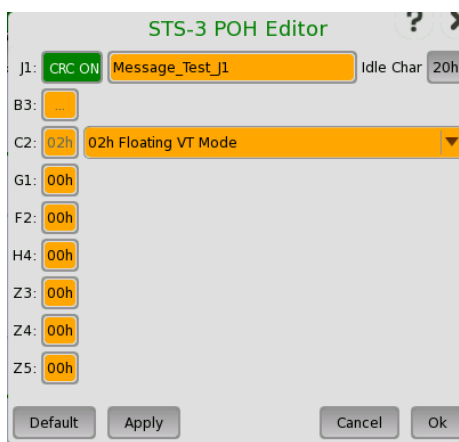 STS-3 POH Editor ?
J1: CRC ON Message_Test_J1 Idle Char 20h
B3: ...
C2: 02h 02h Floating VT Mode
G1: 00h
F2: 00h
H4: 00h
Z3: 00h
Z4: 00h
Z5: 00h
Default Apply Cancel Ok